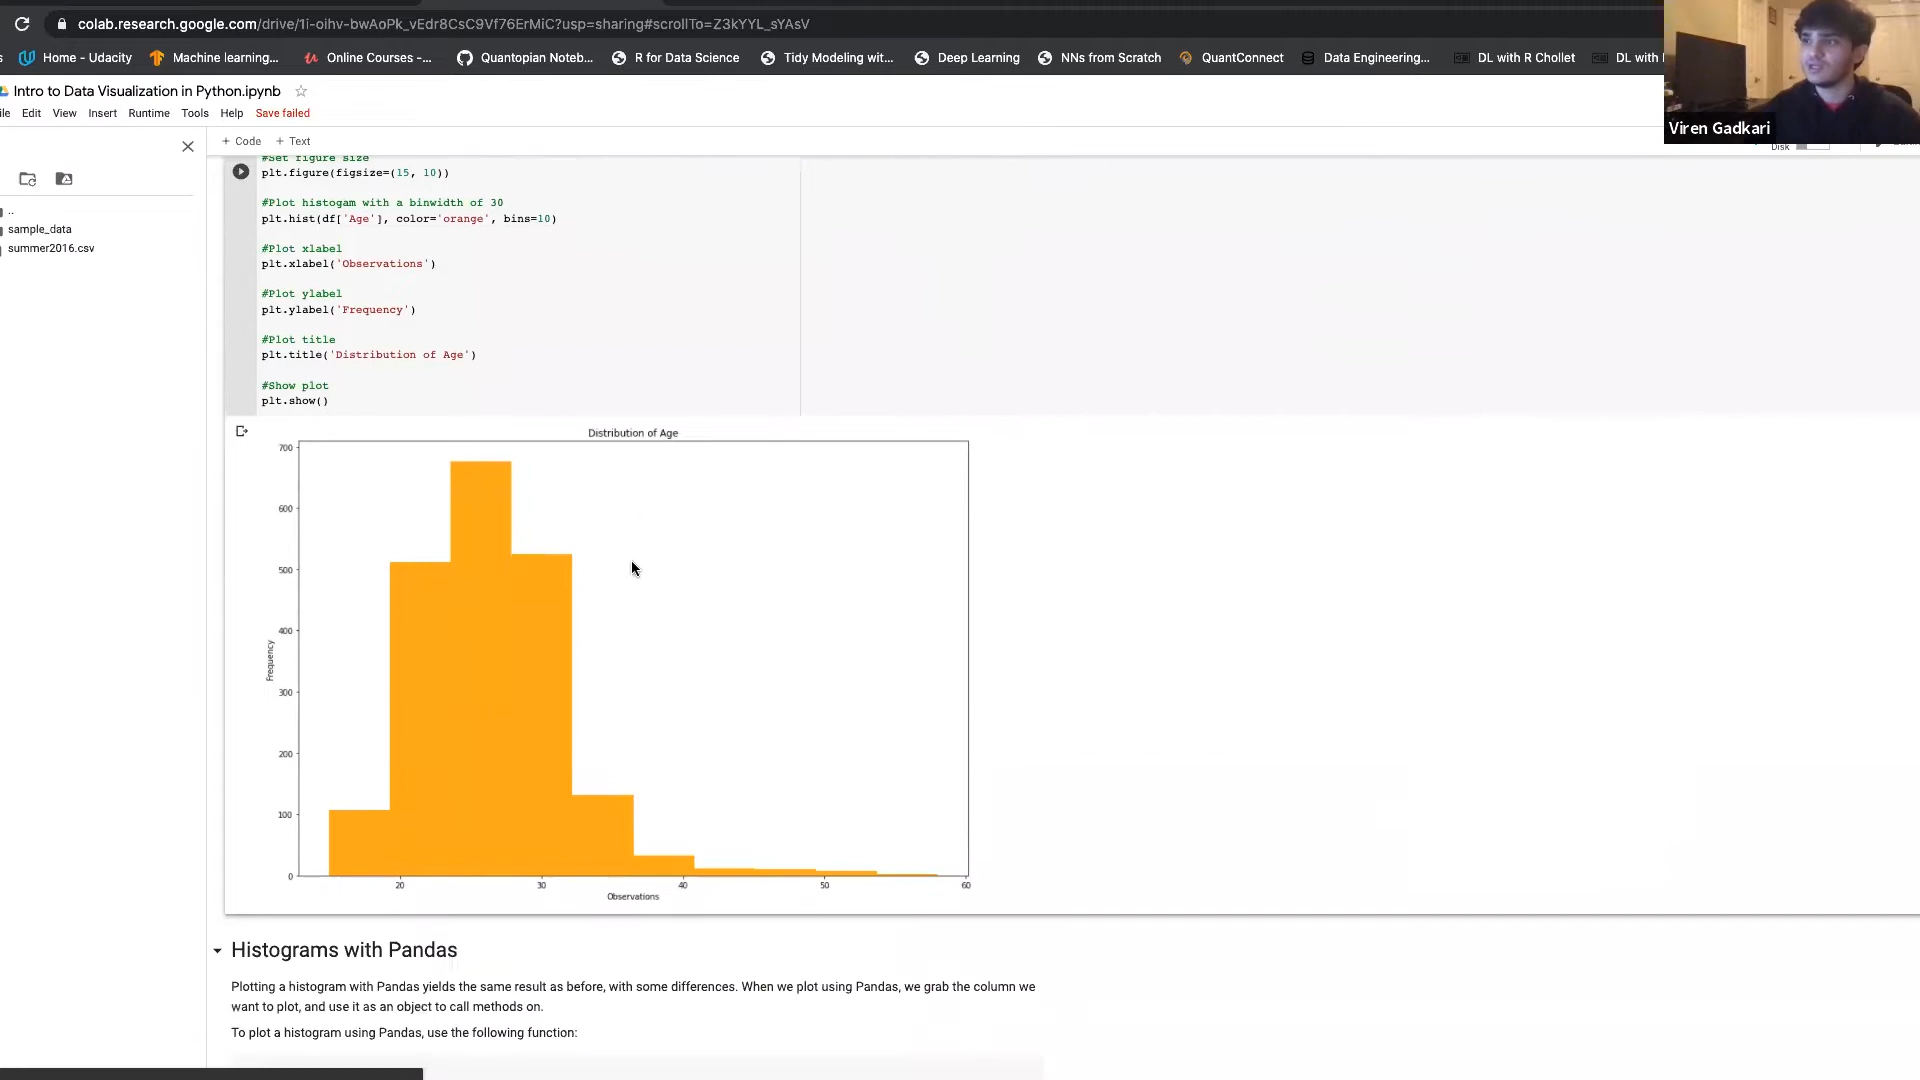 colab.research.google.com/drive/1i-oihv-bwAoPk_vEdr8CsC9Vf76ErMiC?usp=sharing#scrollTo=Z3kYYL_sYAsV
Home - Udacity Machine learning... Online Courses -... Quantopian Noteb... R for Data Science Tidy Modeling wit... Deep Learning NNs from Scratch QuantConnect Data Engineering... DL with R Chollet DL with
Intro to Data Visualization in Python.ipynb
ile Edit View Insert Runtime Tools Help Save failed
Viren Gadkari
+ Code + Text
Disk
..
sample_data
summer2016.csv
#Set figure size
plt.figure(figsize=(15, 10))
#Plot histogam with a binwidth of 30
plt.hist(df['Age'], color='orange', bins=10)
#Plot xlabel
plt.xlabel('Observations')
#Plot ylabel
plt.ylabel('Frequency')
#Plot title
plt.title('Distribution of Age')
#Show plot
plt.show()
Distribution of Age
700
600
500
400
300
200
100
0
Frequency
20 30 40 50 60
Observations
Histograms with Pandas
Plotting a histogram with Pandas yields the same result as before, with some differences. When we plot using Pandas, we grab the column we
want to plot, and use it as an object to call methods on.
To plot a histogram using Pandas, use the following function: